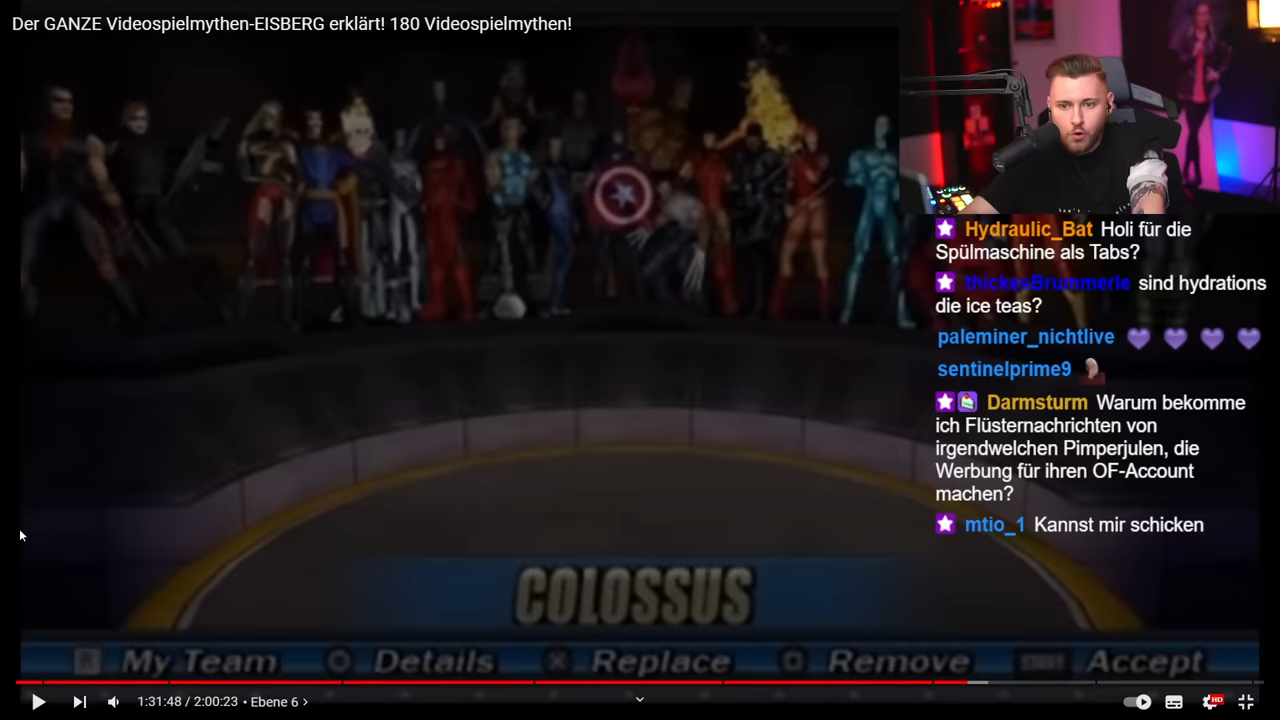 Der GANZE Videospielmythen-EISBERG erklärt! 180 Videospielmythen!
Hydraulic_Bat Holi für die
Spülmaschine als Tabs?
thickesBrummerle sind hydrations
die ice teas?
paleminer_nichtlive
sentinelprime9
Darmsturm Warum bekomme
ich Flüsternachrichten von
irgendwelchen Pimperjulen, die
Werbung für ihren OF-Account
machen?
mtio_1 Kannst mir schicken
COLOSSUS
My Team Details Replace Remove START Accept
1:31:48 / 2:00:23 • Ebene 6 >
HD